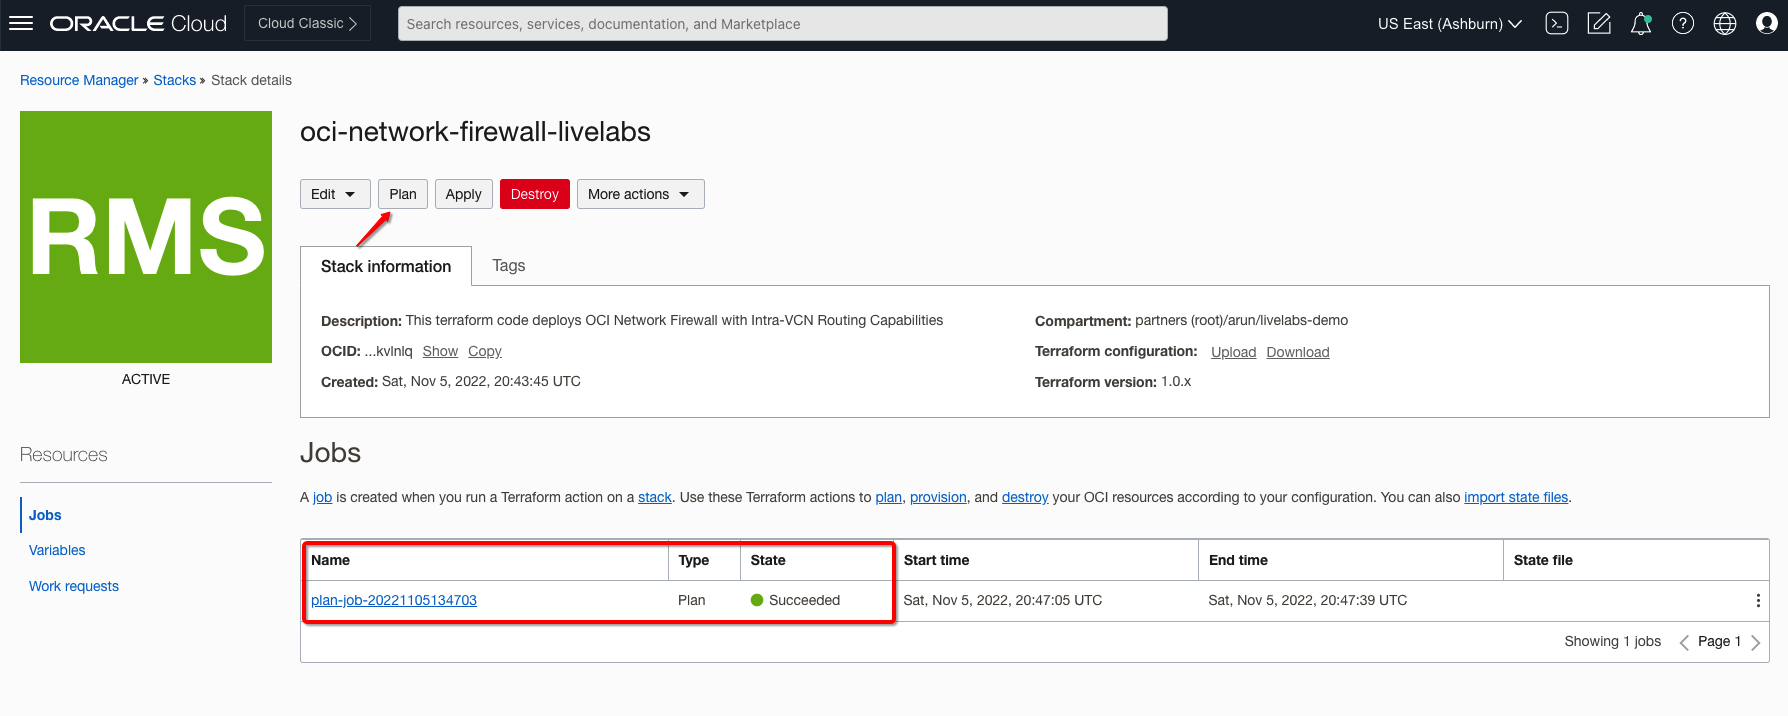 ORACLE Cloud
Cloud Classic
Search resources, services, documentation, and Marketplace
US East (Ashburn)
Resource Manager » Stacks » Stack details
RMS
ACTIVE
oci-network-firewall-livelabs
Edit Plan Apply Destroy More actions
Stack information Tags
Description: This terraform code deploys OCI Network Firewall with Intra-VCN Routing Capabilities
OCID: ...kvlnlq Show Copy
Created: Sat, Nov 5, 2022, 20:43:45 UTC
Compartment: partners (root)/arun/livelabs-demo
Terraform configuration: Upload Download
Terraform version: 1.0.x
Resources
Jobs
Variables
Work requests
Jobs
A job is created when you run a Terraform action on a stack. Use these Terraform actions to plan, provision, and destroy your OCI resources according to your configuration. You can also import state files.
Name Type State Start time End time State file
plan-job-20221105134703 Plan Succeeded Sat, Nov 5, 2022, 20:47:05 UTC Sat, Nov 5, 2022, 20:47:39 UTC
Showing 1 jobs Page 1